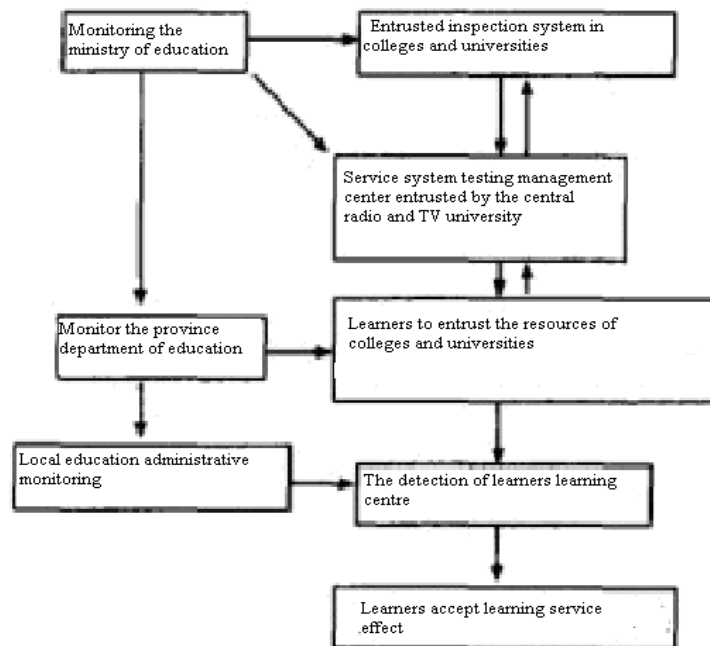 Monitoring the
ministry of education
Entrusted inspection system in
colleges and universities
Service system testing management
center entrusted by the central
radio and TV university
Monitor the province
department of education
Learners to entrust the resources of
colleges and universities
Local education administrative
monitoring
The detection of learners learning
centre
Learners accept learning service
.effect